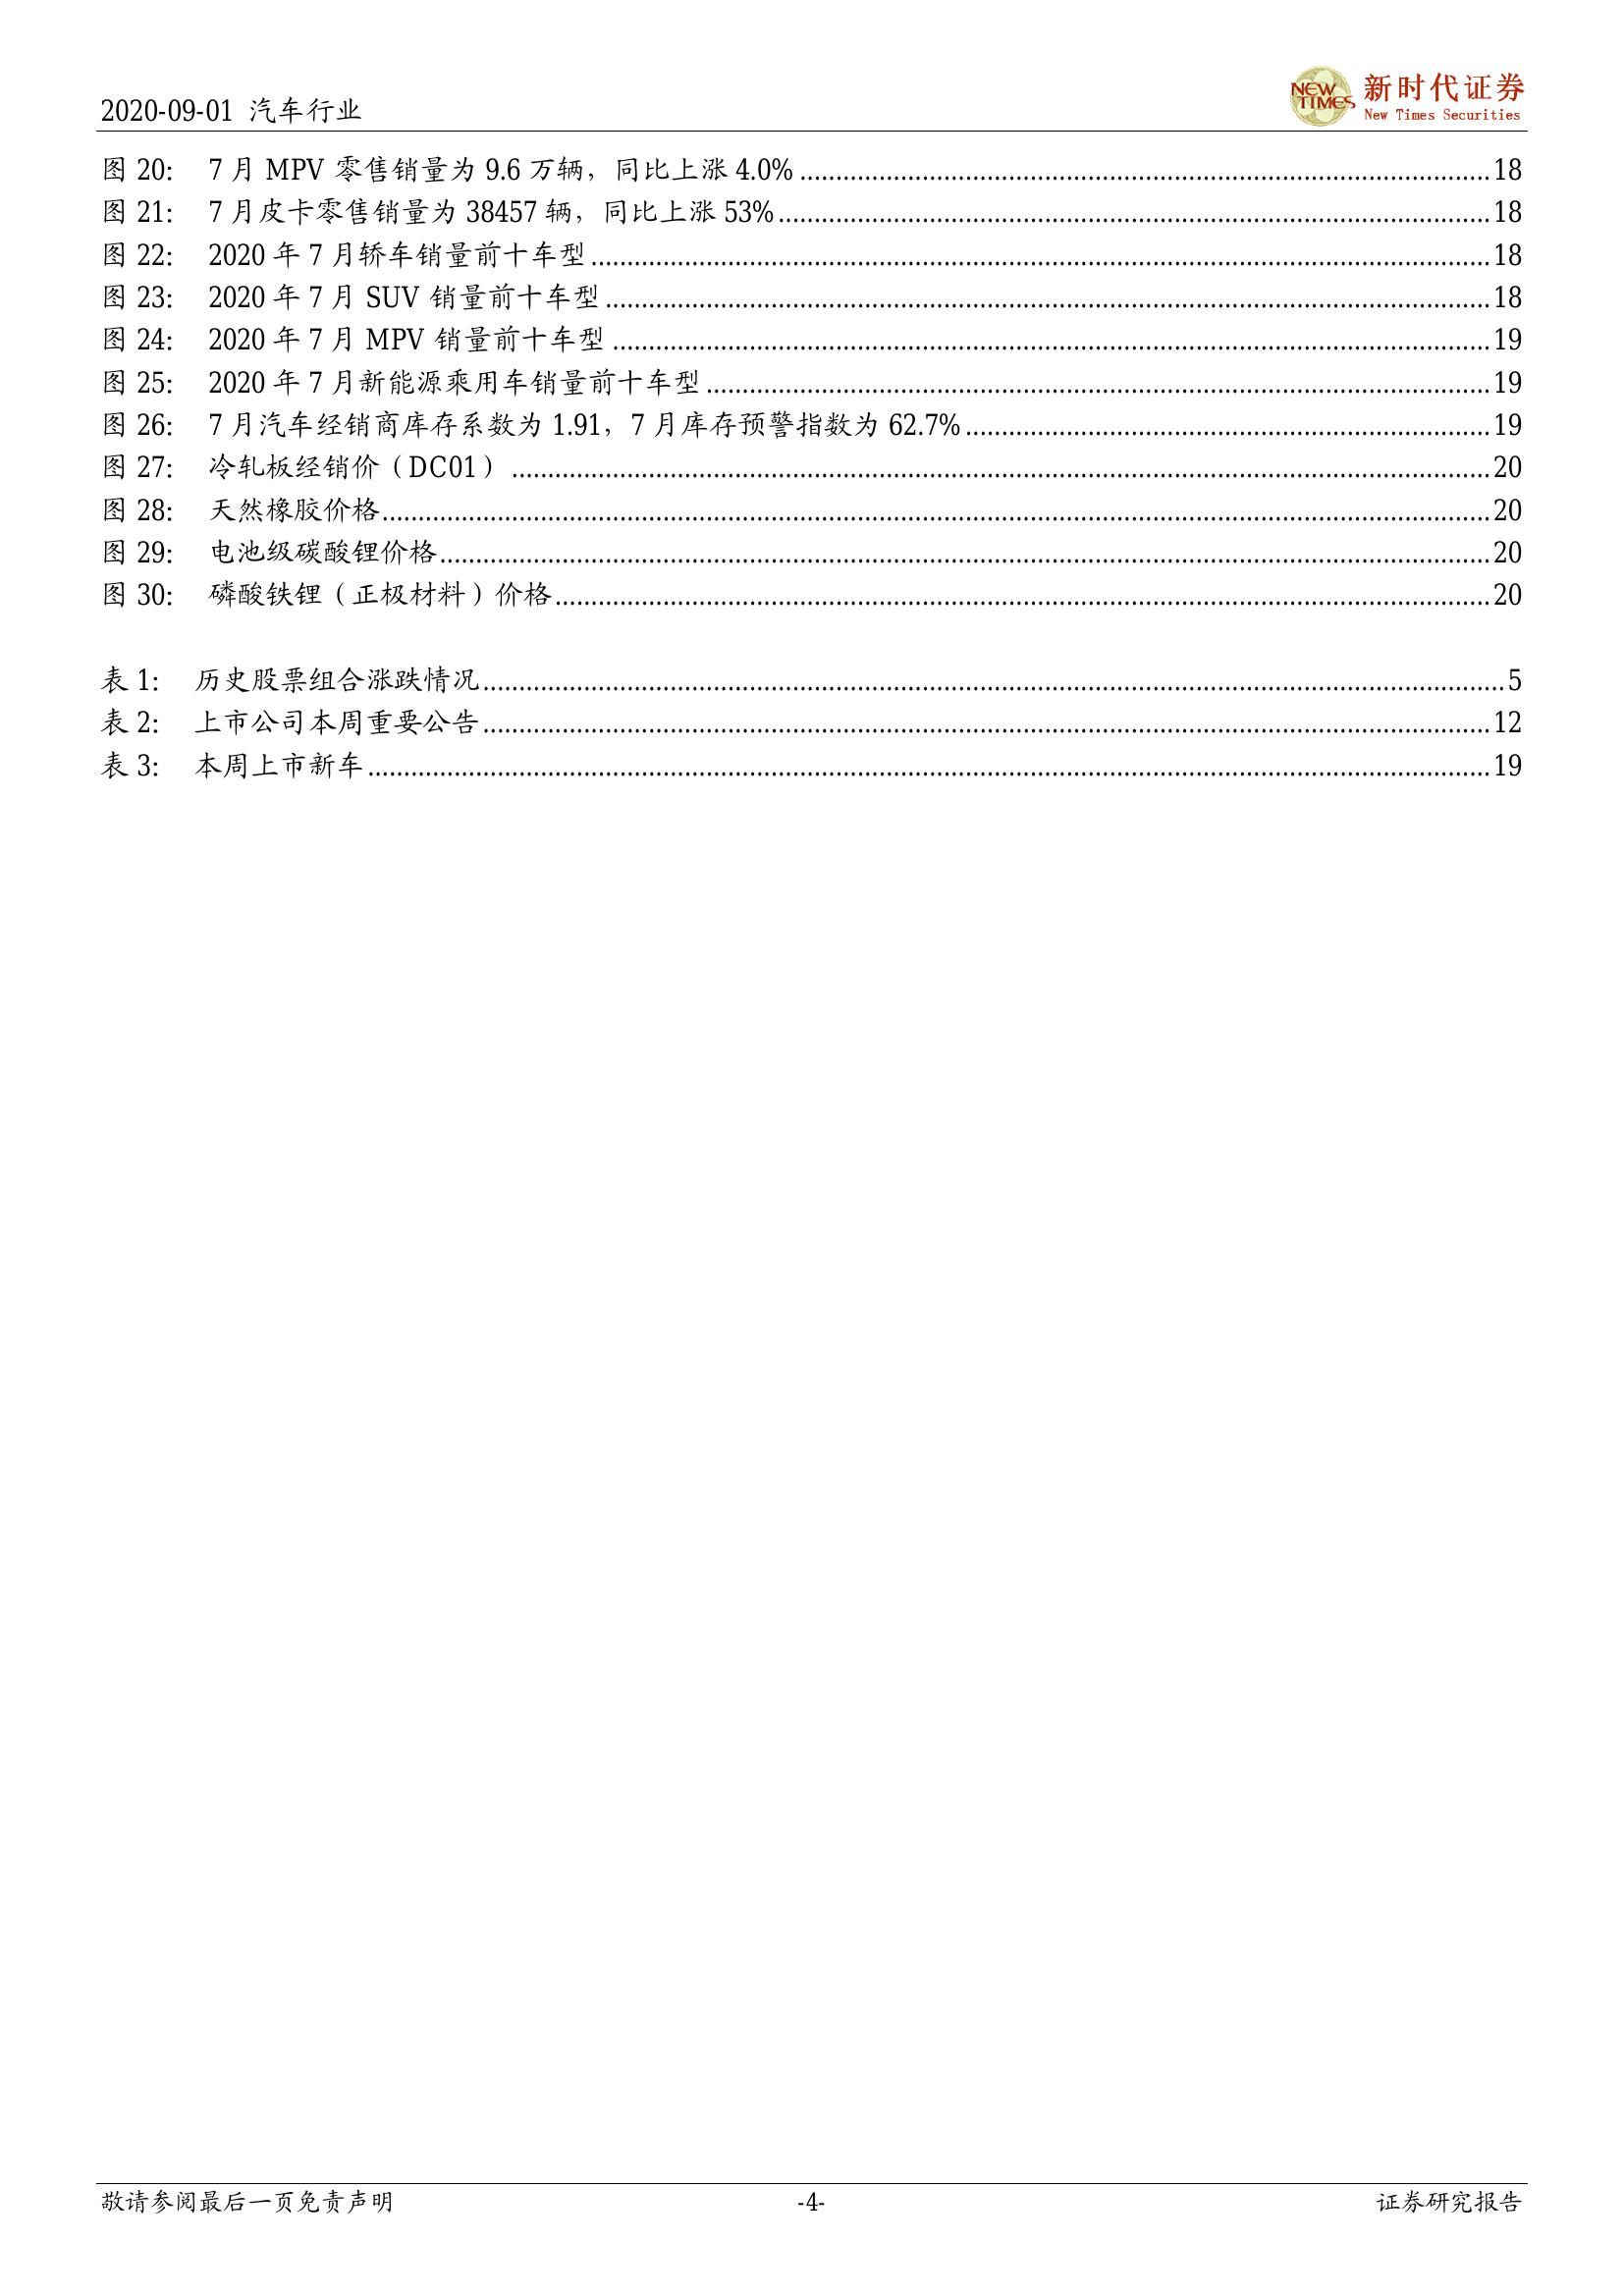 2020-09-01 汽车行业
NEW TIMES 新时代证券
New Times Securities
图 20: 7 月 MPV 零售销量为 9.6 万辆，同比上涨 4.0% 18
图 21: 7 月皮卡零售销量为 38457 辆，同比上涨 53% 18
图 22: 2020 年 7 月轿车销量前十车型 18
图 23: 2020 年 7 月 SUV 销量前十车型 18
图 24: 2020 年 7 月 MPV 销量前十车型 19
图 25: 2020 年 7 月新能源乘用车销量前十车型 19
图 26: 7 月汽车经销商库存系数为 1.91，7 月库存预警指数为 62.7% 19
图 27: 冷轧板经销价（DC01） 20
图 28: 天然橡胶价格 20
图 29: 电池级碳酸锂价格 20
图 30: 磷酸铁锂（正极材料）价格 20
表 1: 历史股票组合涨跌情况 5
表 2: 上市公司本周重要公告 12
表 3: 本周上市新车 19
敬请参阅最后一页免责声明 -4- 证券研究报告